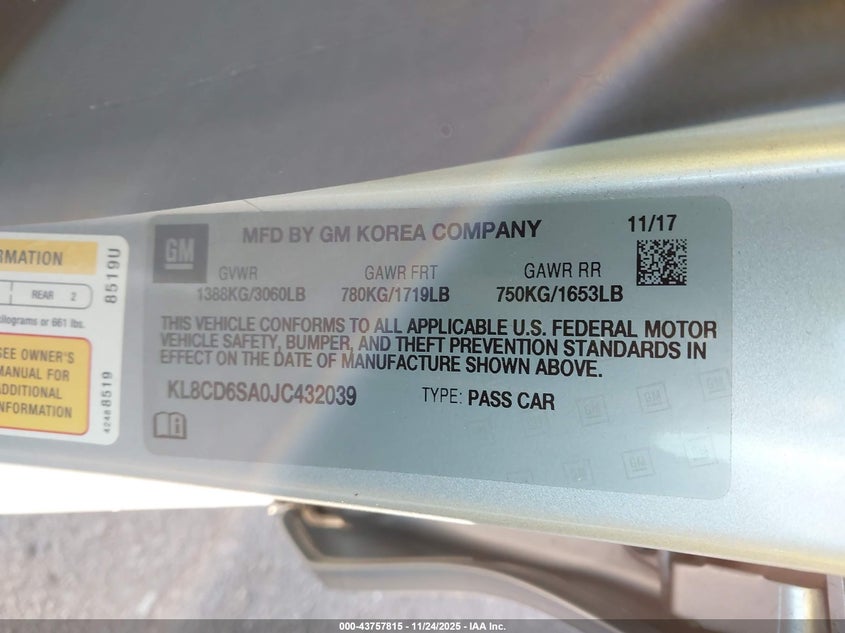 RMATION
REAR 2
ilograms or 661 lbs.
SEE OWNER'S
MANUAL FOR
ADDITIONAL
INFORMATION
8519U
42488519
GM
MFD BY GM KOREA COMPANY
11/17
GVWR GAWR FRT GAWR RR
1388KG/3060LB 780KG/1719LB 750KG/1653LB
THIS VEHICLE CONFORMS TO ALL APPLICABLE U.S. FEDERAL MOTOR
VEHICLE SAFETY, BUMPER, AND THEFT PREVENTION STANDARDS IN
EFFECT ON THE DATE OF MANUFACTURE SHOWN ABOVE.
KL8CD6SA0JC432039 TYPE: PASS CAR
000-43757815 - 11/24/2025 - IAA Inc.